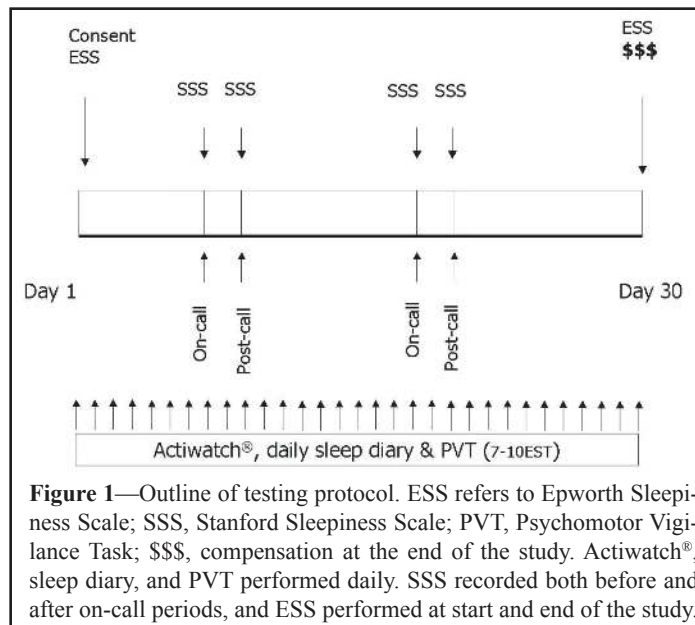 Consent
ESS
ESS
$$$
SSS SSS
SSS SSS
Day 1
Day 30
On-call
Post-call
On-call
Post-call
Actiwatch®, daily sleep diary & PVT (7-10EST)
Figure 1—Outline of testing protocol. ESS refers to Epworth Sleepi-
ness Scale; SSS, Stanford Sleepiness Scale; PVT, Psychomotor Vigi-
lance Task; $$$, compensation at the end of the study. Actiwatch®,
sleep diary, and PVT performed daily. SSS recorded both before and
after on-call periods, and ESS performed at start and end of the study.